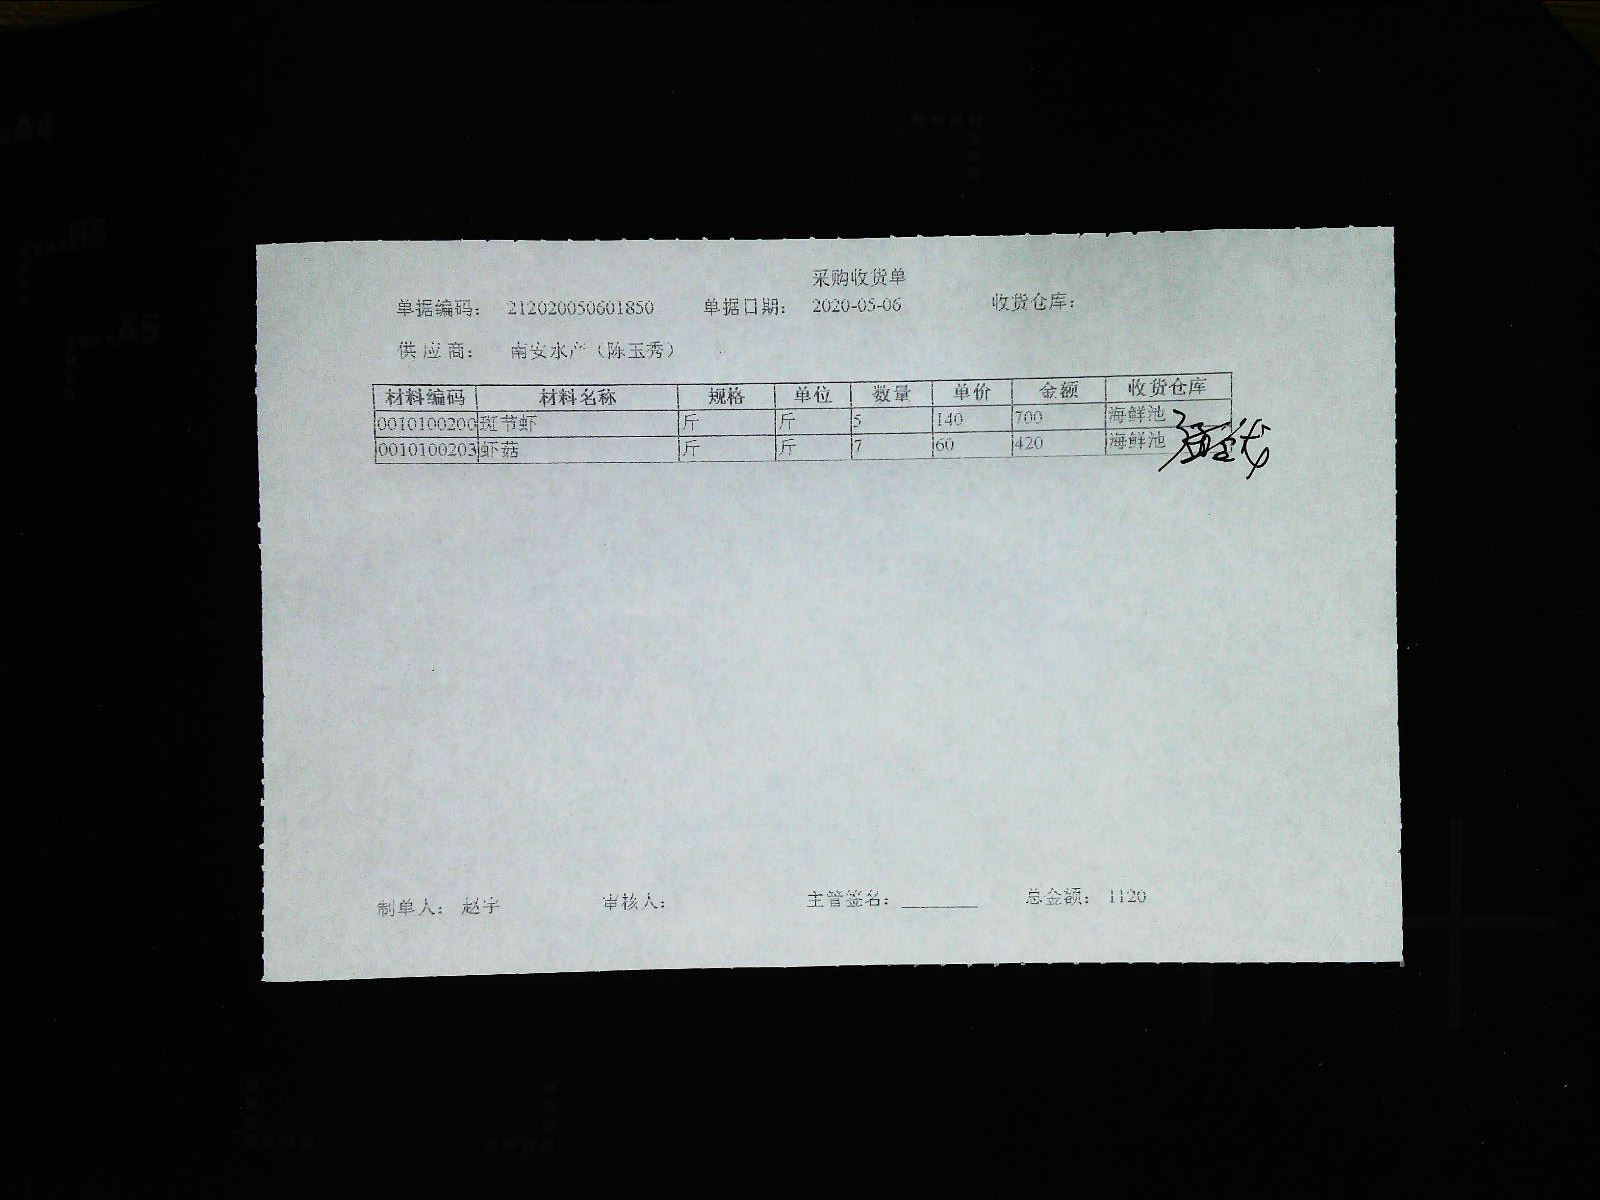 采购收货单
单据编码： 212020050601850 单据日期： 2020-05-06 收货仓库：
供应商： 南安水产（陈玉秀）
材料编码 材料名称 规格 单位 数量 单价 金额 收货仓库
0010100200 斑节虾 斤 斤 5 140 700 海鲜池
0010100203 虾菇 斤 斤 7 60 420 海鲜池
制单人： 赵宇 审核人： 主管签名： ________ 总金额： 1120
A4
B5
A6